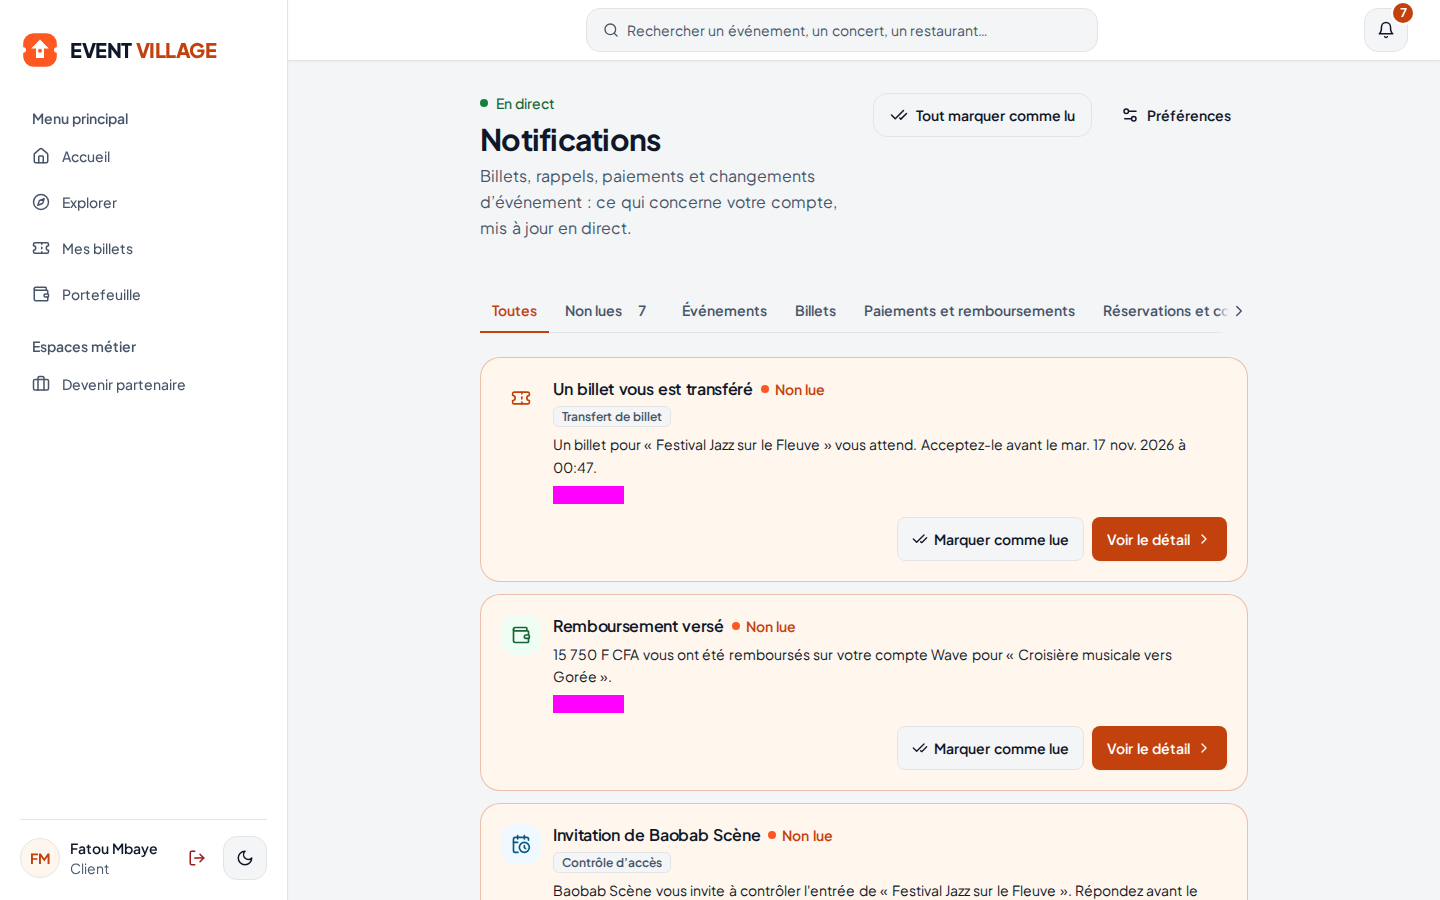 EVENT VILLAGE
Menu principal
Accueil
Explorer
Mes billets
Portefeuille
Espaces métier
Devenir partenaire
FM
Fatou Mbaye
Client
Rechercher un événement, un concert, un restaurant…
7
En direct
Notifications
Billets, rappels, paiements et changements
d’événement : ce qui concerne votre compte,
mis à jour en direct.
Tout marquer comme lu
Préférences
Toutes
Non lues 7
Événements
Billets
Paiements et remboursements
Réservations et
Un billet vous est transféré
Non lue
Transfert de billet
Un billet pour « Festival Jazz sur le Fleuve » vous attend. Acceptez-le avant le mar. 17 nov. 2026 à
00:47.
Marquer comme lue
Voir le détail
Remboursement versé
Non lue
15 750 F CFA vous ont été remboursés sur votre compte Wave pour « Croisière musicale vers
Gorée ».
Marquer comme lue
Voir le détail
Invitation de Baobab Scène
Non lue
Contrôle d’accès
Baobab Scène vous invite à contrôler l'entrée de « Festival Jazz sur le Fleuve ». Répondez avant le